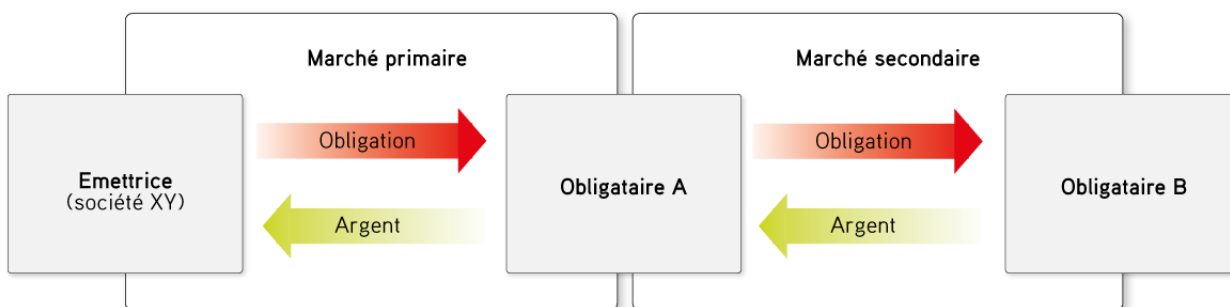 Marché primaire
Marché secondaire
Obligation
Obligation
Emettrice
(société XY)
Obligataire A
Obligataire B
Argent
Argent